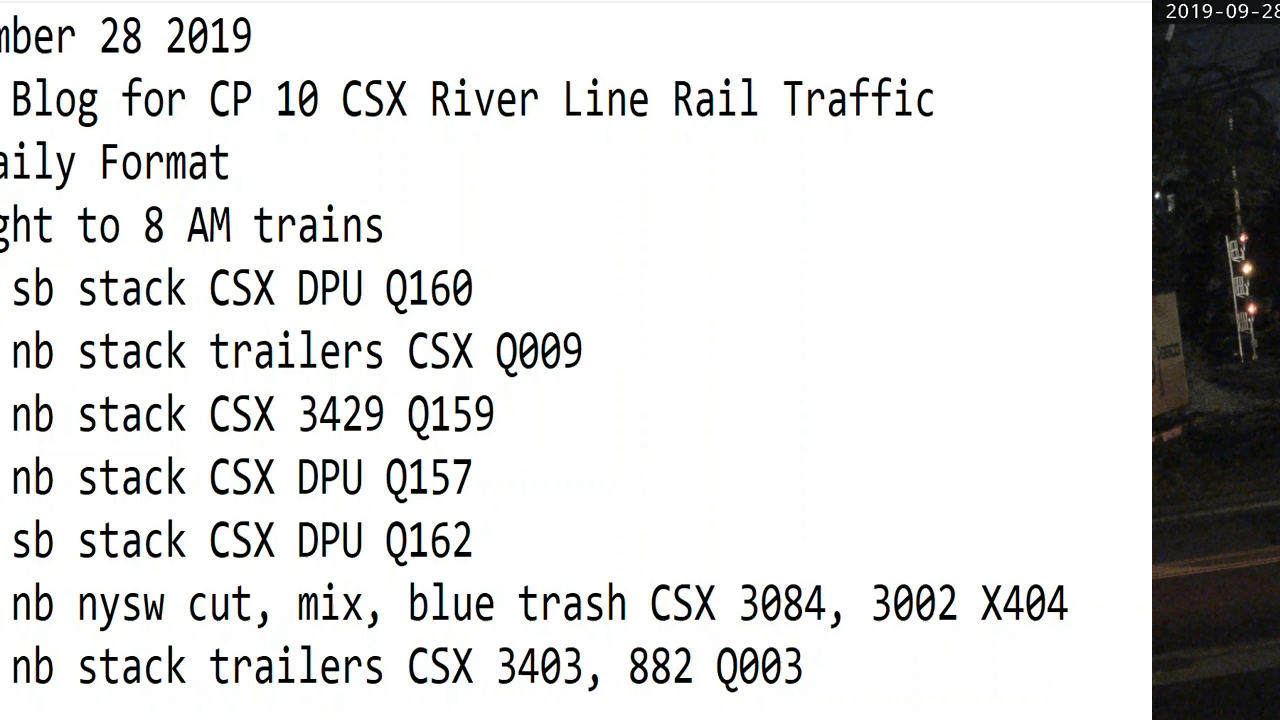 mber 28 2019
Blog for CP 10 CSX River Line Rail Traffic
aily Format
ght to 8 AM trains
sb stack CSX DPU Q160
nb stack trailers CSX Q009
nb stack CSX 3429 Q159
nb stack CSX DPU Q157
sb stack CSX DPU Q162
nb nysw cut, mix, blue trash CSX 3084, 3002 X404
nb stack trailers CSX 3403, 882 Q003
2019-09-28